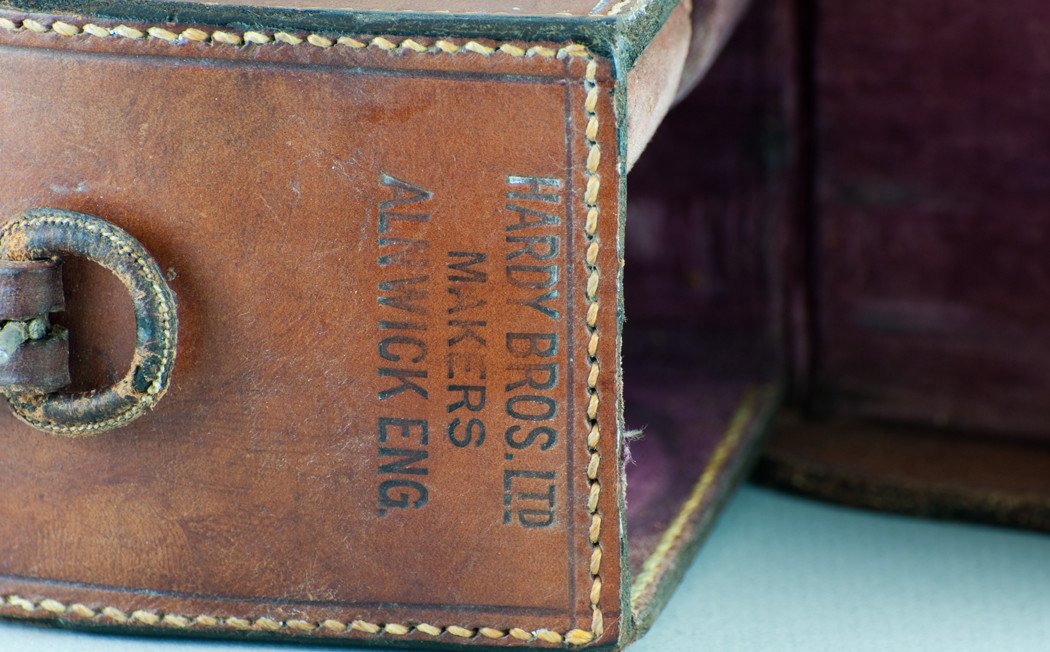 HARDY BROS. LTD
MAKERS
ALNWICK ENG.